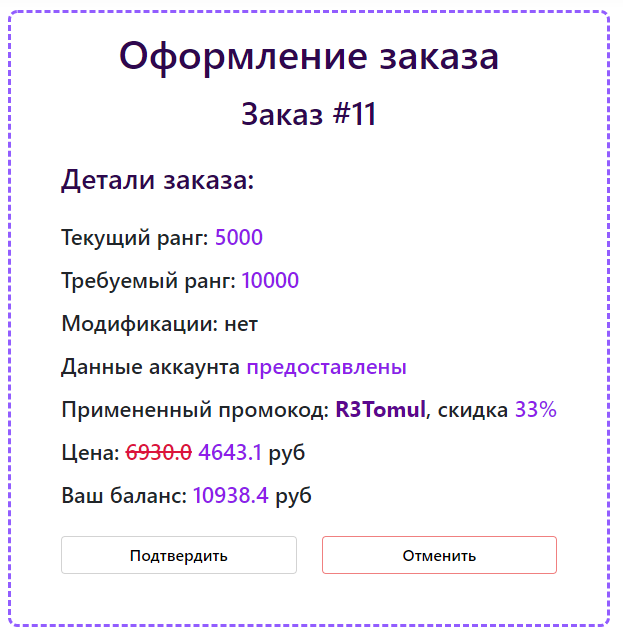 Оформление заказа
Заказ #11
Детали заказа:
Текущий ранг: 5000
Требуемый ранг: 10000
Модификации: нет
Данные аккаунта предоставлены
Примененный промокод: R3Tomul, скидка 33%
Цена: 6930.0 4643.1 руб
Ваш баланс: 10938.4 руб
Подтвердить Отменить